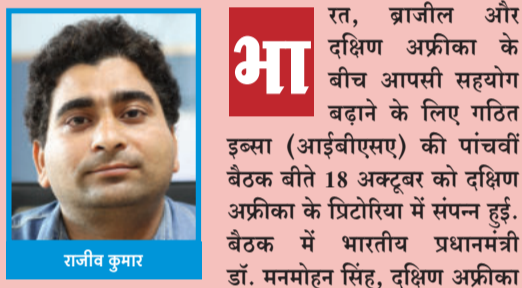 राजीव कुमार
भारत, ब्राजील और
दक्षिण अफ्रीका के
बीच आपसी सहयोग
बढ़ाने के लिए गठित
इब्सा (आईबीएसए) की पांचवीं
बैठक बीते 18 अक्टूबर को दक्षिण
अफ्रीका के प्रिटोरिया में संपन्न हुई.
बैठक में भारतीय प्रधानमंत्री
डॉ. मनमोहन सिंह, दक्षिण अफ्रीका